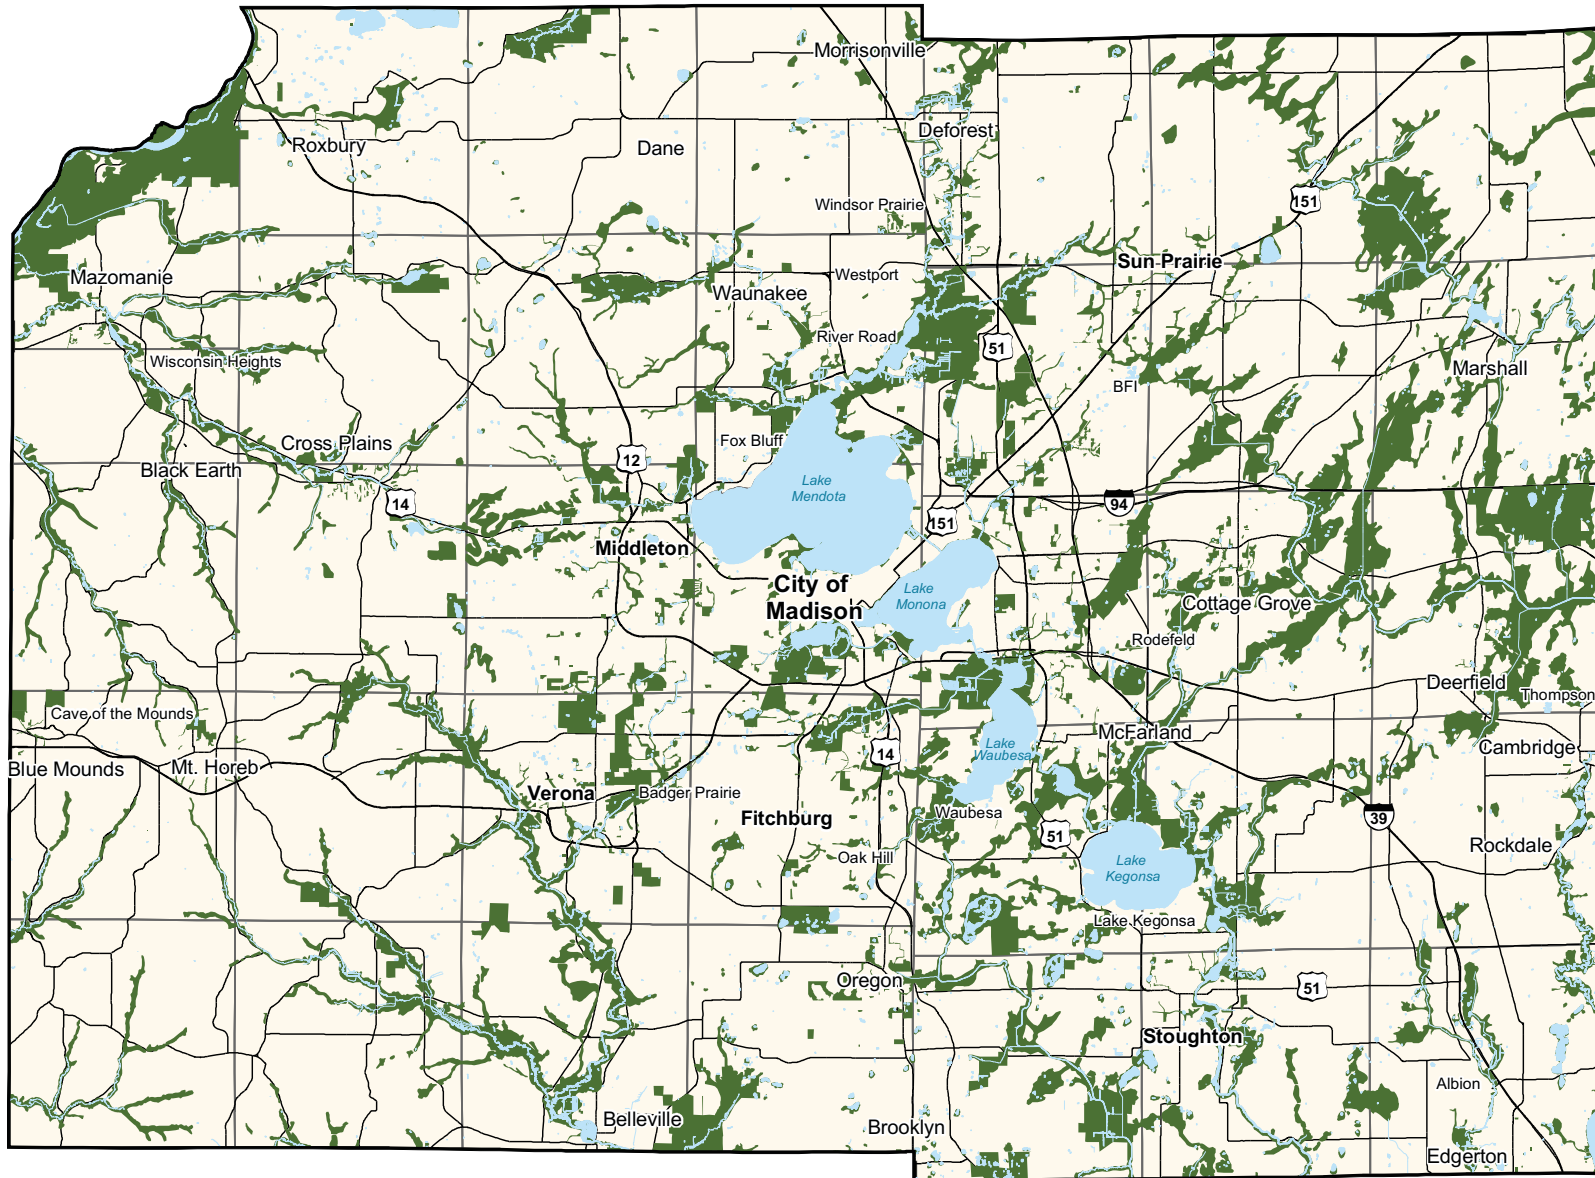 Morrisonville
Deforest
Roxbury
Dane
151
Windsor Prairie
Sun Prairie
Westport
Mazomanie
Waunakee
River Road
51
Wisconsin Heights
Marshall
BFI
Fox Bluff
Cross Plains
12
Black Earth
Lake
Mendota
14
94
151
Middleton
City of
Madison
Lake
Monona
Cottage Grove
Rodefeld
Deerfield
Thompson
Cave of the Mounds
McFarland
Lake
Waubesa
Cambridge
14
Blue Mounds
Mt. Horeb
Verona
Badger Prairie
Waubesa
Fitchburg
39
51
Rockdale
Oak Hill
Lake
Kegonsa
Lake Kegonsa
Oregon
51
Stoughton
Albion
Belleville
Brooklyn
Edgerton